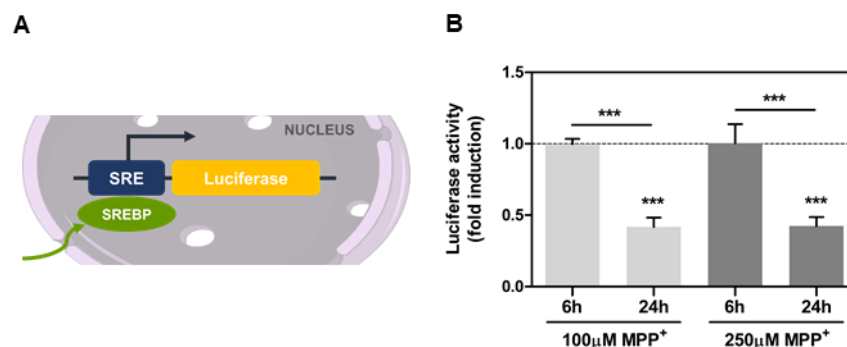 A
NUCLEUS
SRE
Luciferase
SREBP
B
Luciferase activity
(fold induction)
1.5
1.0
0.5
0.0
***
***
***
***
6h
24h
6h
24h
100μM MPP⁺
250μM MPP⁺